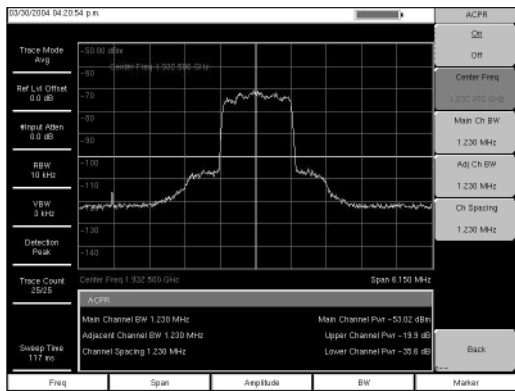 03/30/2004 04:20:54 p.m.
Trace Mode
Avg
Ref Lvl Offset
0.0 dB
#Input Atten
0.0 dB
RBW
10 kHz
VBW
3 kHz
Detection
Peak
Trace Count
25/25
Sweep Time
117 ms
-50.00 dBm
Center Freq 1.932 500 GHz
-60
-70
-80
-90
-100
-110
-120
-130
-140
Center Freq 1.932 500 GHz
Span 6.150 MHz
ACPR
Main Channel BW 1.230 MHz
Main Channel Pwr -53.02 dBm
Adjacent Channel BW 1.230 MHz
Upper Channel Pwr -19.9 dB
Channel Spacing 1.230 MHz
Lower Channel Pwr -35.6 dB
ACPR
On
Off
Center Freq
Main Ch BW
1.230 MHz
Adj Ch BW
1.230 MHz
Ch Spacing
1.230 MHz
Back
<---
Freq
Span
Amplitude
BW
Marker